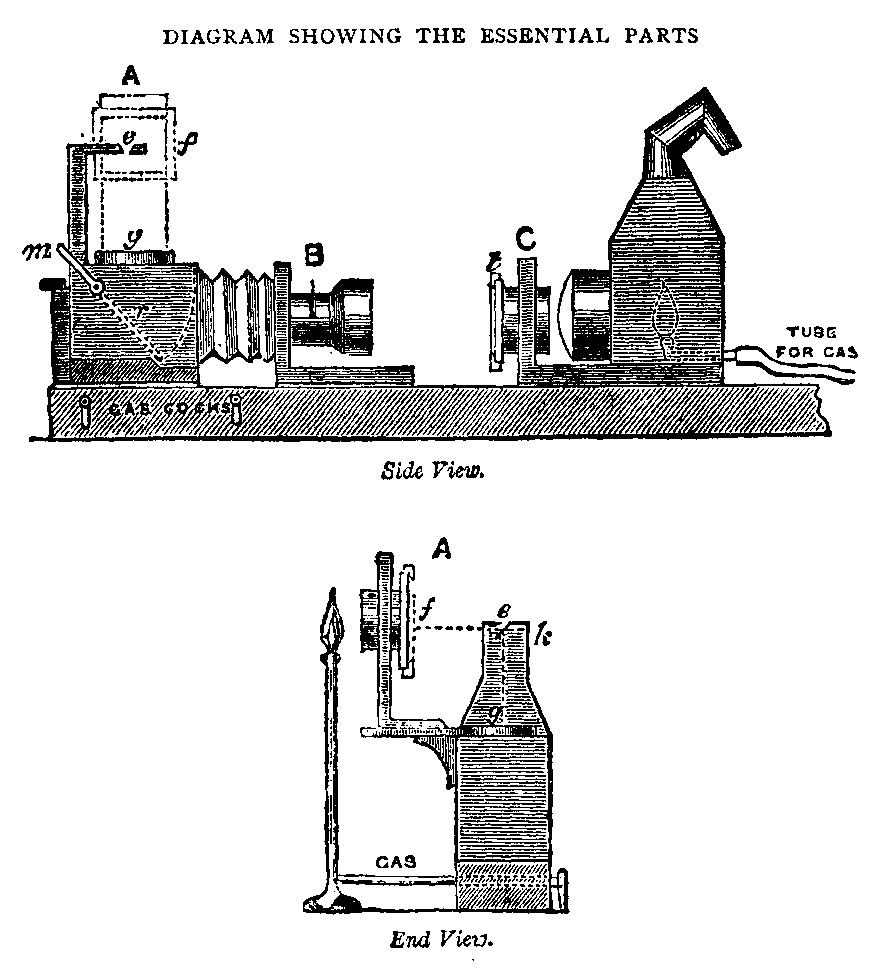 DIAGRAM SHOWING THE ESSENTIAL PARTS
A
e
f
g
m
r
B
C
t
TUBE
FOR GAS
GAS COCKS
Side View.
A
f
e
k
g
GAS
End View.